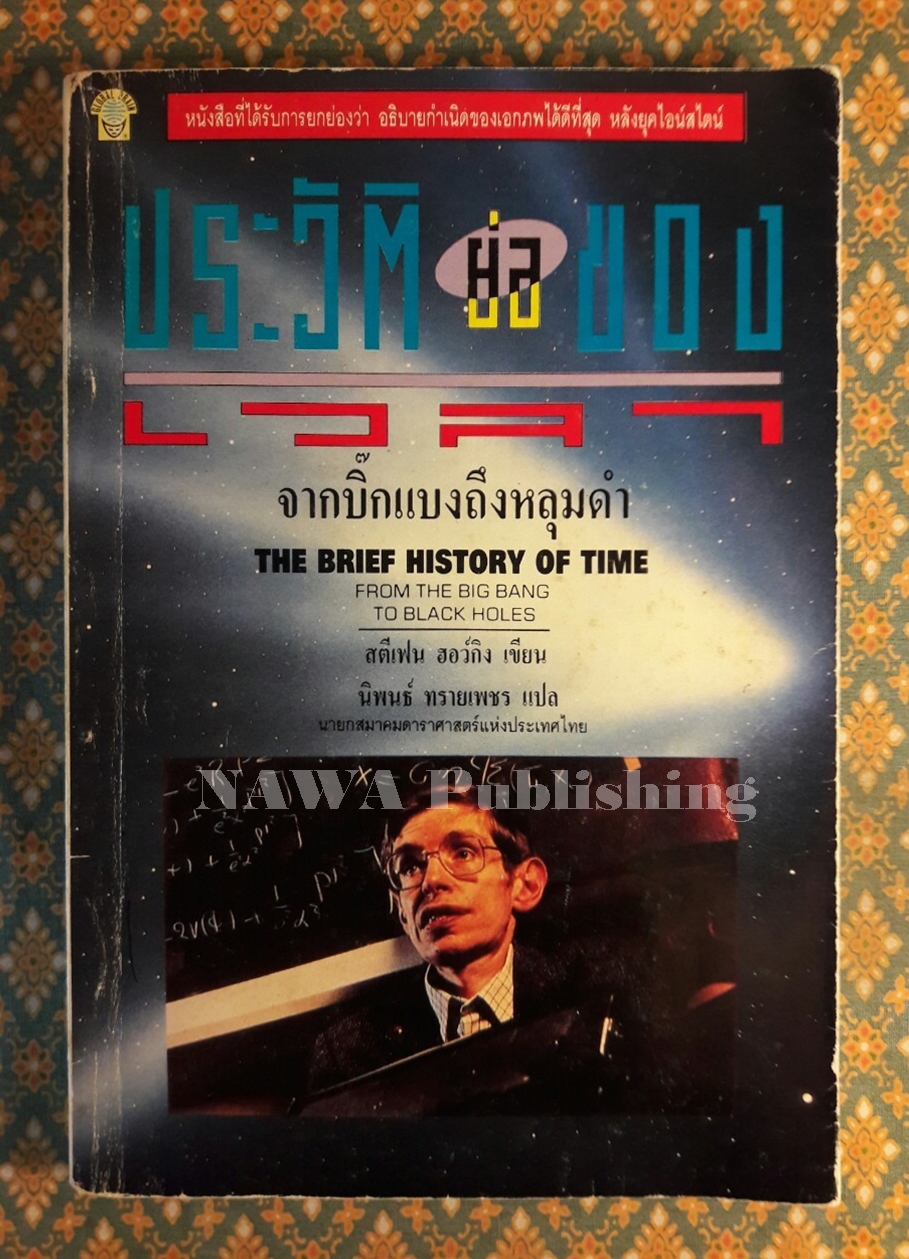 GLOBAL BRAIN
หนังสือที่ได้รับการยกย่องว่า อธิบายกำเนิดของเอกภพได้ดีที่สุด หลังยุคไอน์สไตน์
ประวัติย่อของ
เวลา
จากบิ๊กแบงถึงหลุมดำ
THE BRIEF HISTORY OF TIME
FROM THE BIG BANG
TO BLACK HOLES
สตีเฟน ฮอว์กิง เขียน
นิพนธ์ ทรายเพชร แปล
นายกสมาคมดาราศาสตร์แห่งประเทศไทย
NAWA Publishing